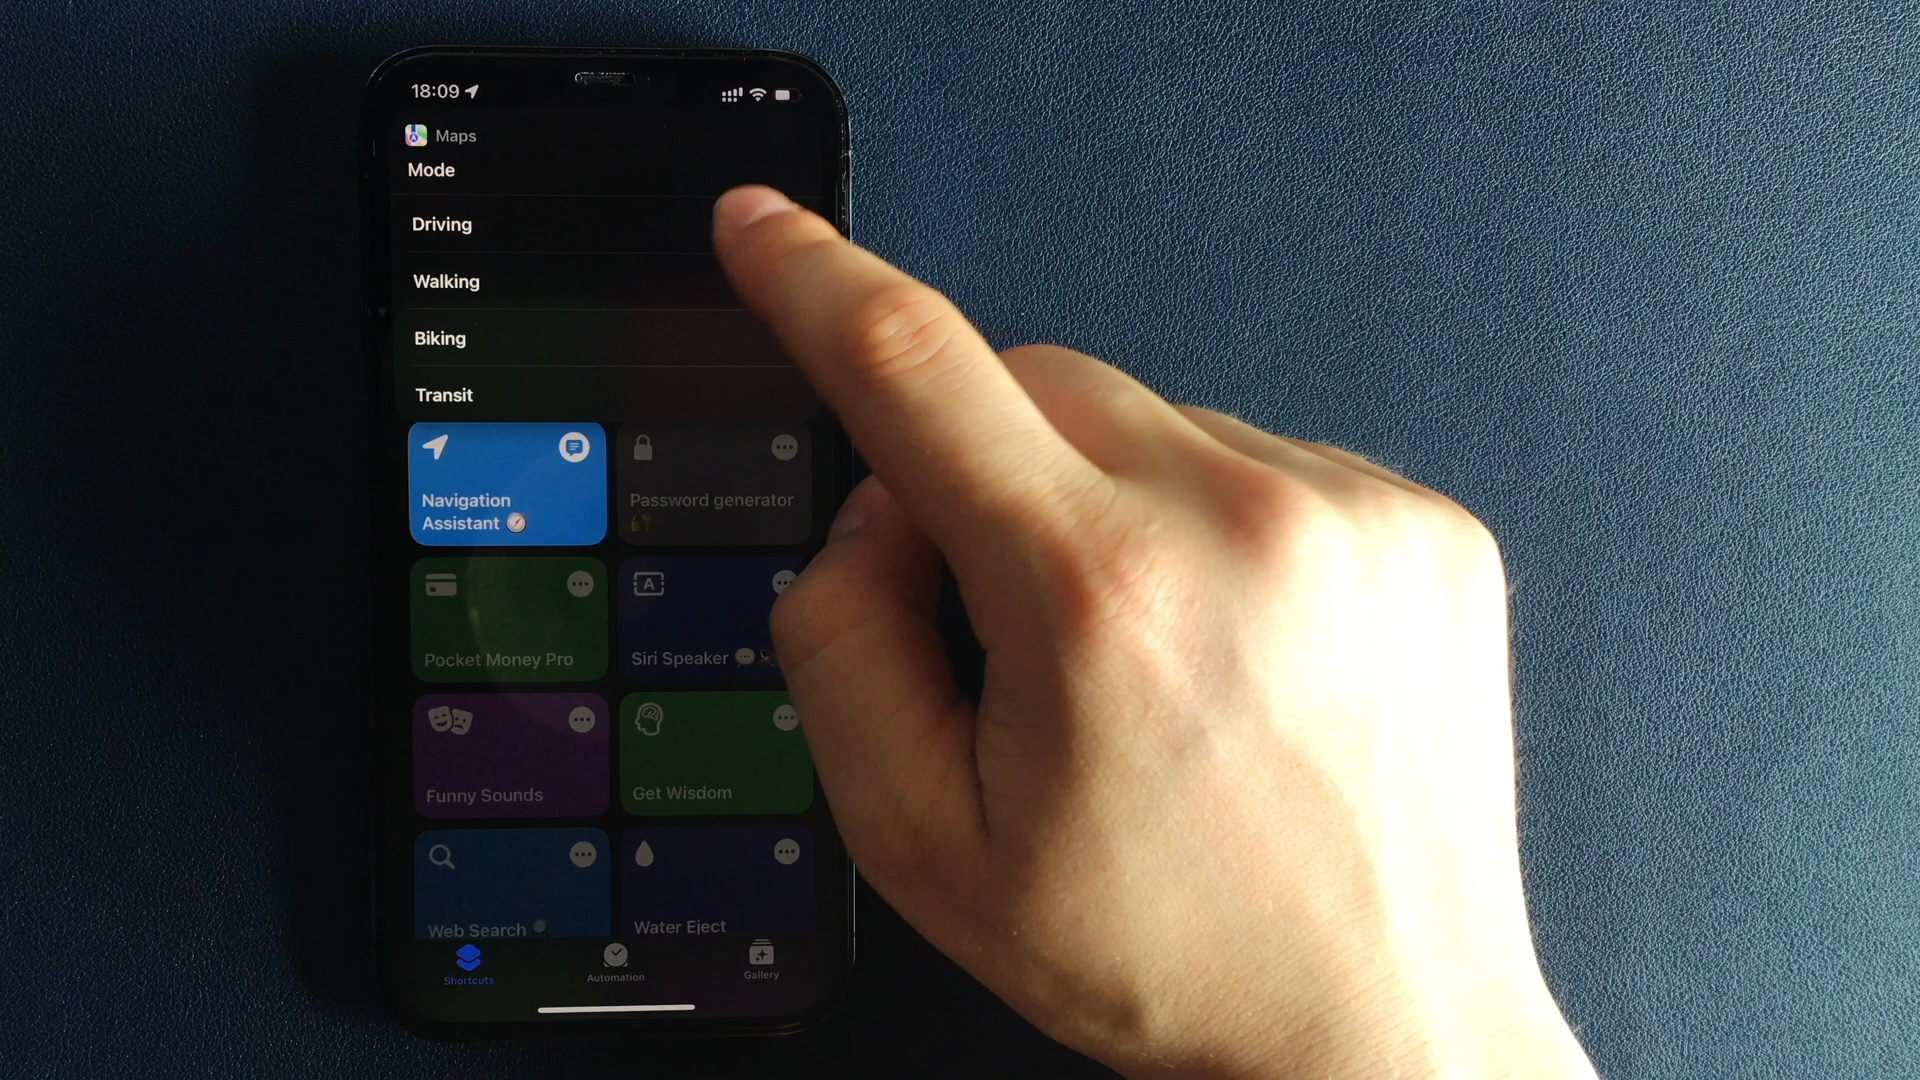 18:09
Maps
Mode
Driving
Walking
Biking
Transit
Navigation
Assistant
Password generator
Pocket Money Pro
A
Siri Speaker
Funny Sounds
Get Wisdom
Web Search
Water Eject
Shortcuts
Automation
Gallery